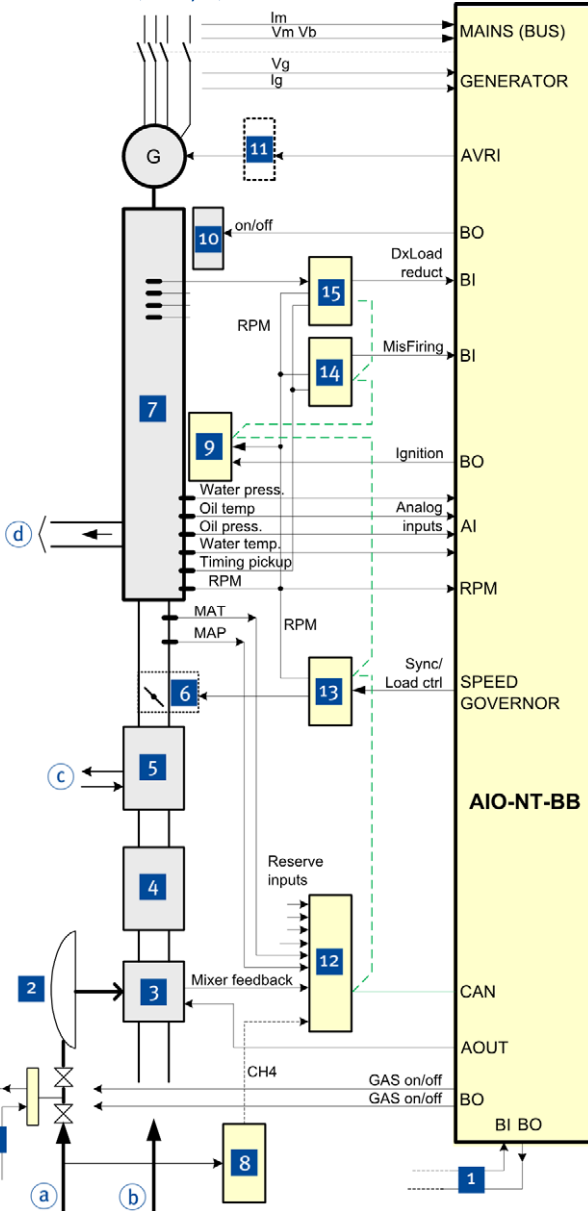 Im
Vm Vb
MAINS (BUS)
Vg
Ig
GENERATOR
G
11
AVRI
10
on/off
BO
DxLoad
reduct
BI
15
RPM
MisFiring
BI
14
7
9
Ignition
BO
Water press.
Oil temp
Analog
d
Oil press.
inputs
AI
Water temp.
Timing pickup
RPM
RPM
MAT
MAP
RPM
6
13
Sync/
Load ctrl
SPEED
GOVERNOR
c
5
AIO-NT-BB
4
Reserve
inputs
12
2
3
Mixer feedback
CAN
AOUT
CH4
GAS on/off
GAS on/off
BO
BI BO
8
1
a
b